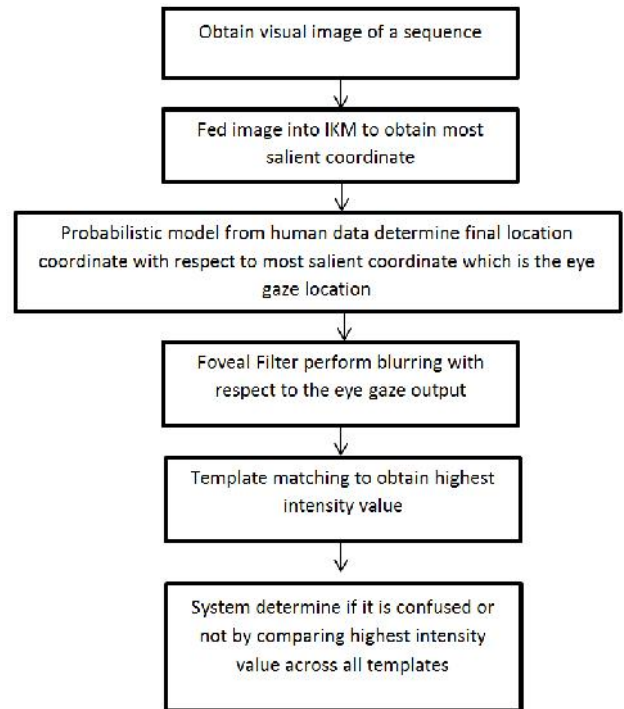 Obtain visual image of a sequence
Fed image into IKM to obtain most
salient coordinate
Probabilistic model from human data determine final location
coordinate with respect to most salient coordinate which is the eye
gaze location
Foveal Filter perform blurring with
respect to the eye gaze output
Template matching to obtain highest
intensity value
System determine if it is confused or
not by comparing highest intensity
value across all templates